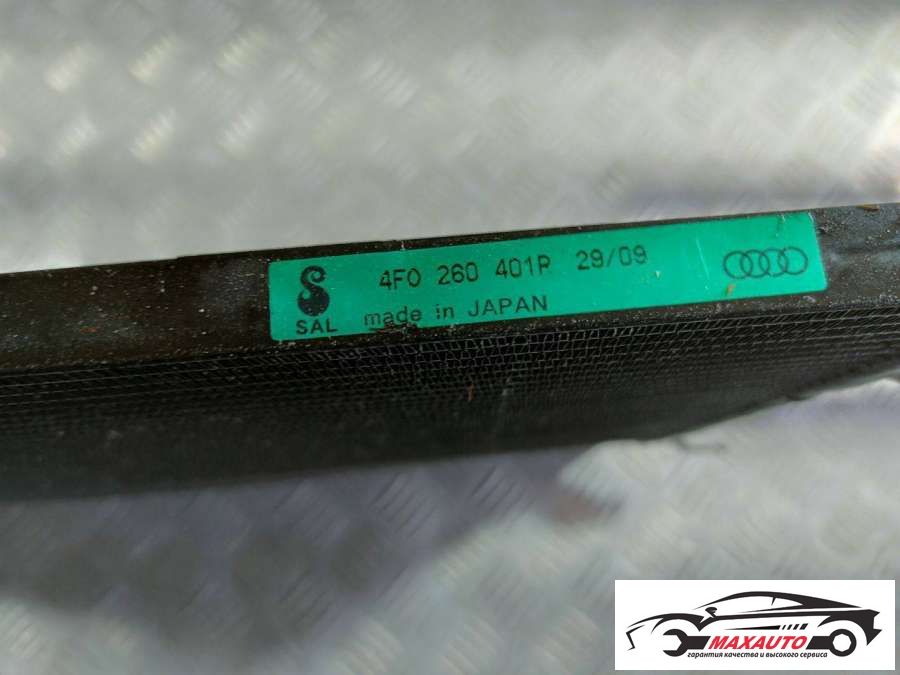 4F0 260 401P 29/09
SAL made in JAPAN
MAXAUTO
гарантия качества и высокого сервиса